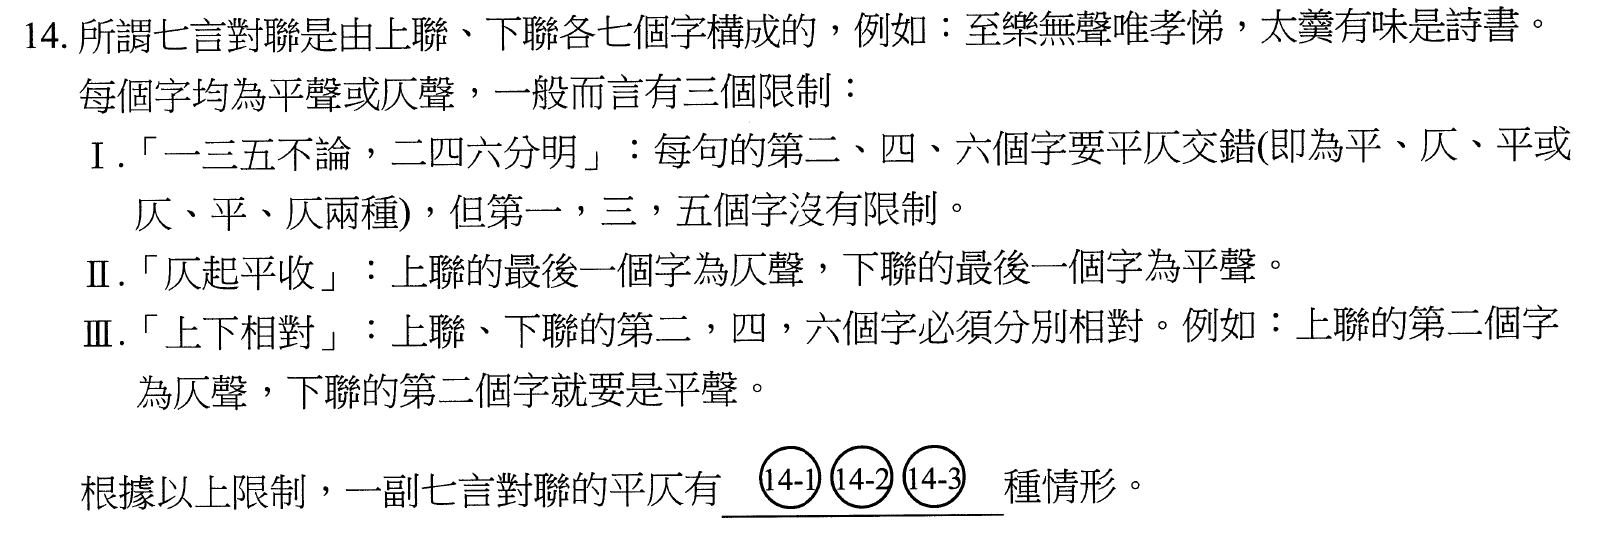 14. 所謂七言對聯是由上聯、下聯各七個字構成的，例如：至樂無聲唯孝悌，太羹有味是詩書。
每個字均為平聲或仄聲，一般而言有三個限制：
Ⅰ.「一三五不論，二四六分明」：每句的第二、四、六個字要平仄交錯(即為平、仄、平或
仄、平、仄兩種)，但第一，三，五個字沒有限制。
Ⅱ.「仄起平收」：上聯的最後一個字為仄聲，下聯的最後一個字為平聲。
Ⅲ.「上下相對」：上聯、下聯的第二，四，六個字必須分別相對。例如：上聯的第二個字
為仄聲，下聯的第二個字就要是平聲。
根據以上限制，一副七言對聯的平仄有 14-1 14-2 14-3 種情形。